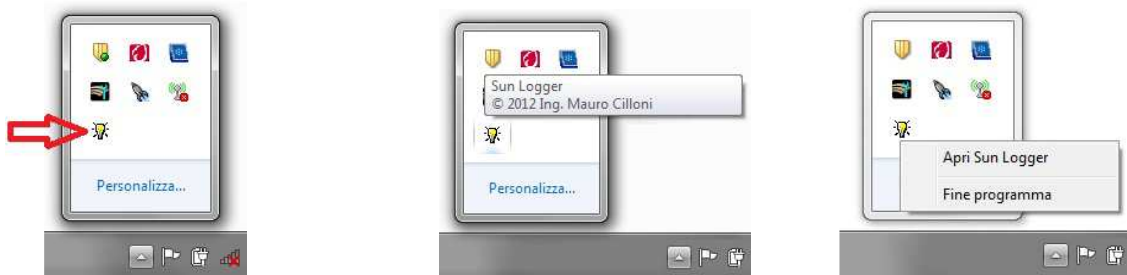 Personalizza...
Sun Logger
© 2012 Ing. Mauro Cilloni
Personalizza...
Apri Sun Logger
Fine programma